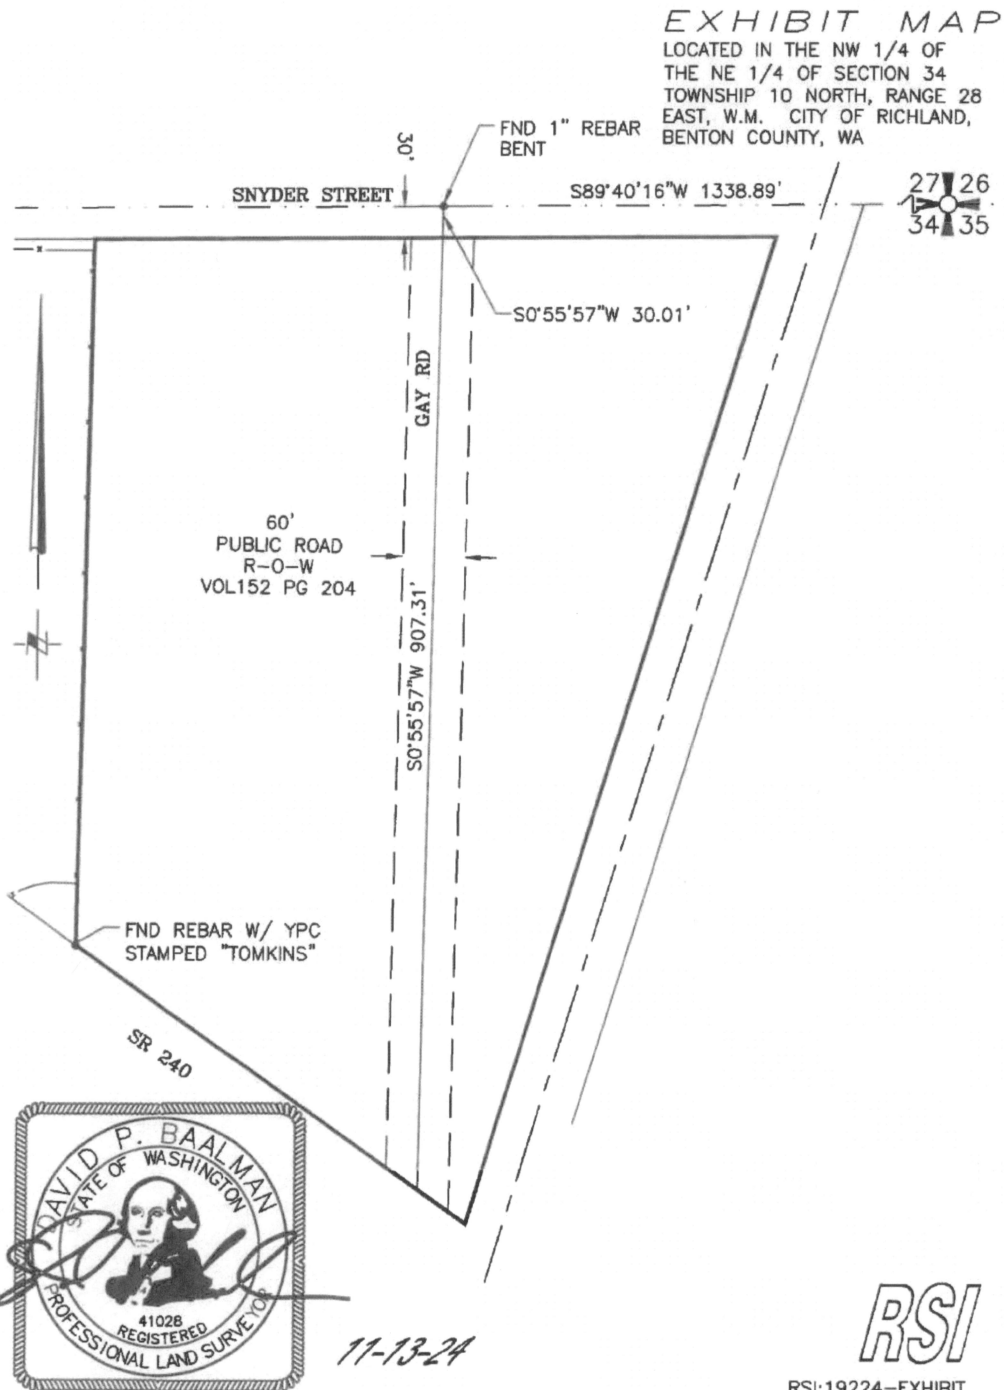 EXHIBIT MAP
LOCATED IN THE NW 1/4 OF
THE NE 1/4 OF SECTION 34
TOWNSHIP 10 NORTH, RANGE 28
EAST, W.M. CITY OF RICHLAND,
BENTON COUNTY, WA
30'
FND 1" REBAR
BENT
SNYDER STREET
S89°40'16"W 1338.89'
27 26
34 35
S0°55'57"W 30.01'
GAY RD
60'
PUBLIC ROAD
R-O-W
VOL152 PG 204
S0°55'57"W 907.31'
N
FND REBAR W/ YPC
STAMPED "TOMKINS"
SR 240
DAVID P. BAALMAN
STATE OF WASHINGTON
41028
REGISTERED
PROFESSIONAL LAND SURVEYOR
11-13-24
RSI
RSI:19224-EXHIBIT